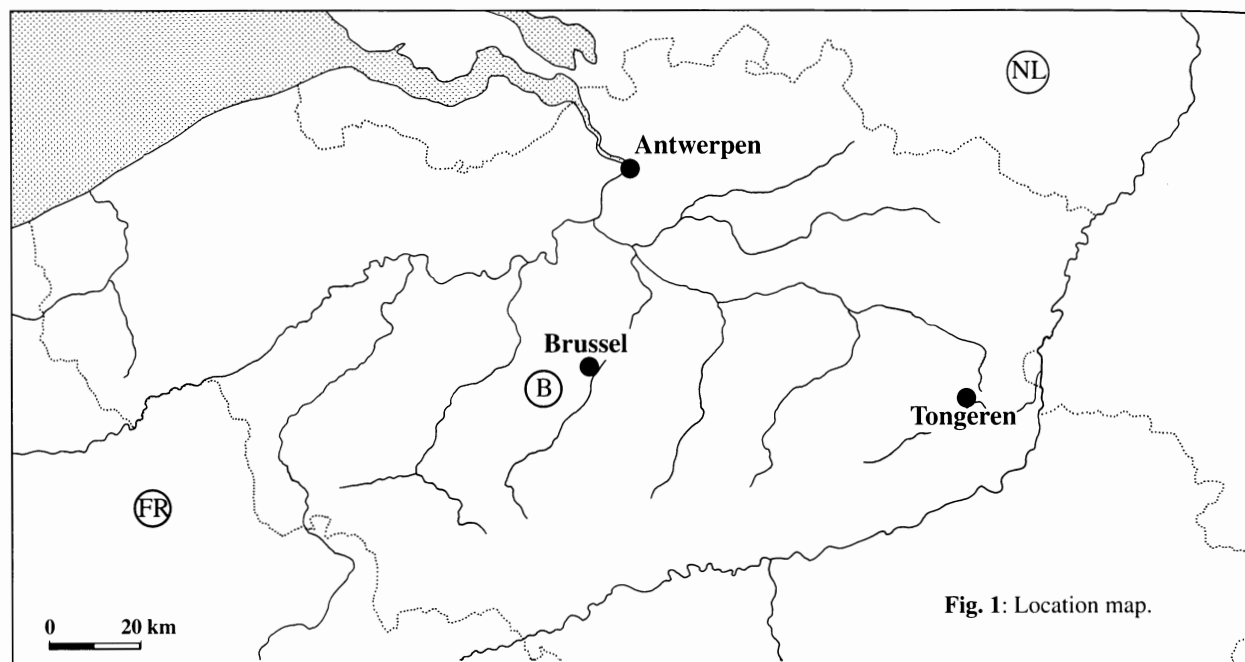 NL
Antwerpen
Brussel
B
Tongeren
FR
Fig. 1: Location map.
0 20 km